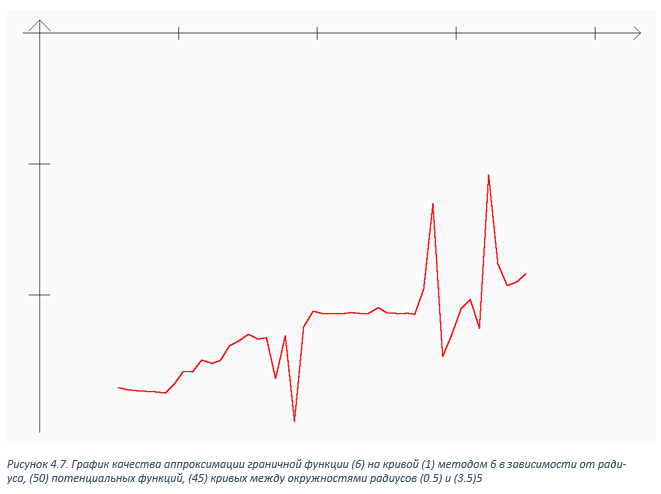 Рисунок 4.7. График качества аппроксимации граничной функции (6) на кривой (1) методом 6 в зависимости от ради-
уса, (50) потенциальных функций, (45) кривых между окружностями радиусов (0.5) и (3.5)5